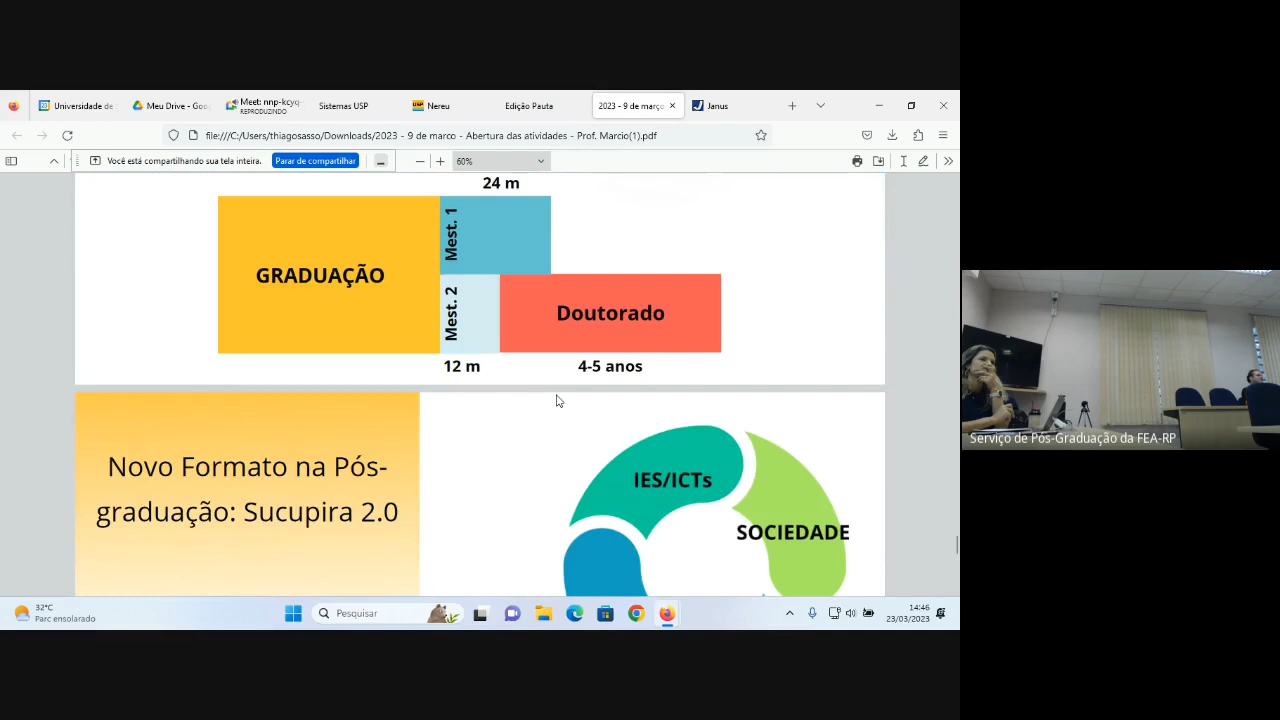 Universidade de
Meu Drive - Goo
Meet: nnp-kcyq-
REPRODUZINDO
Sistemas USP
USP
Nereu
Edição Pauta
2023 - 9 de março
Janus
file:///C:/Users/thiagosasso/Downloads/2023 - 9 de marco - Abertura das atividades - Prof. Marcio(1).pdf
Você está compartilhando sua tela inteira.
Parar de compartilhar
60%
24 m
GRADUAÇÃO
Mest. 1
Mest. 2
Doutorado
12 m
4-5 anos
Novo Formato na Pós-
graduação: Sucupira 2.0
IES/ICTs
SOCIEDADE
Serviço de Pós-Graduação da FEA-RP
32°C
Parc ensolarado
Pesquisar
14:46
23/03/2023